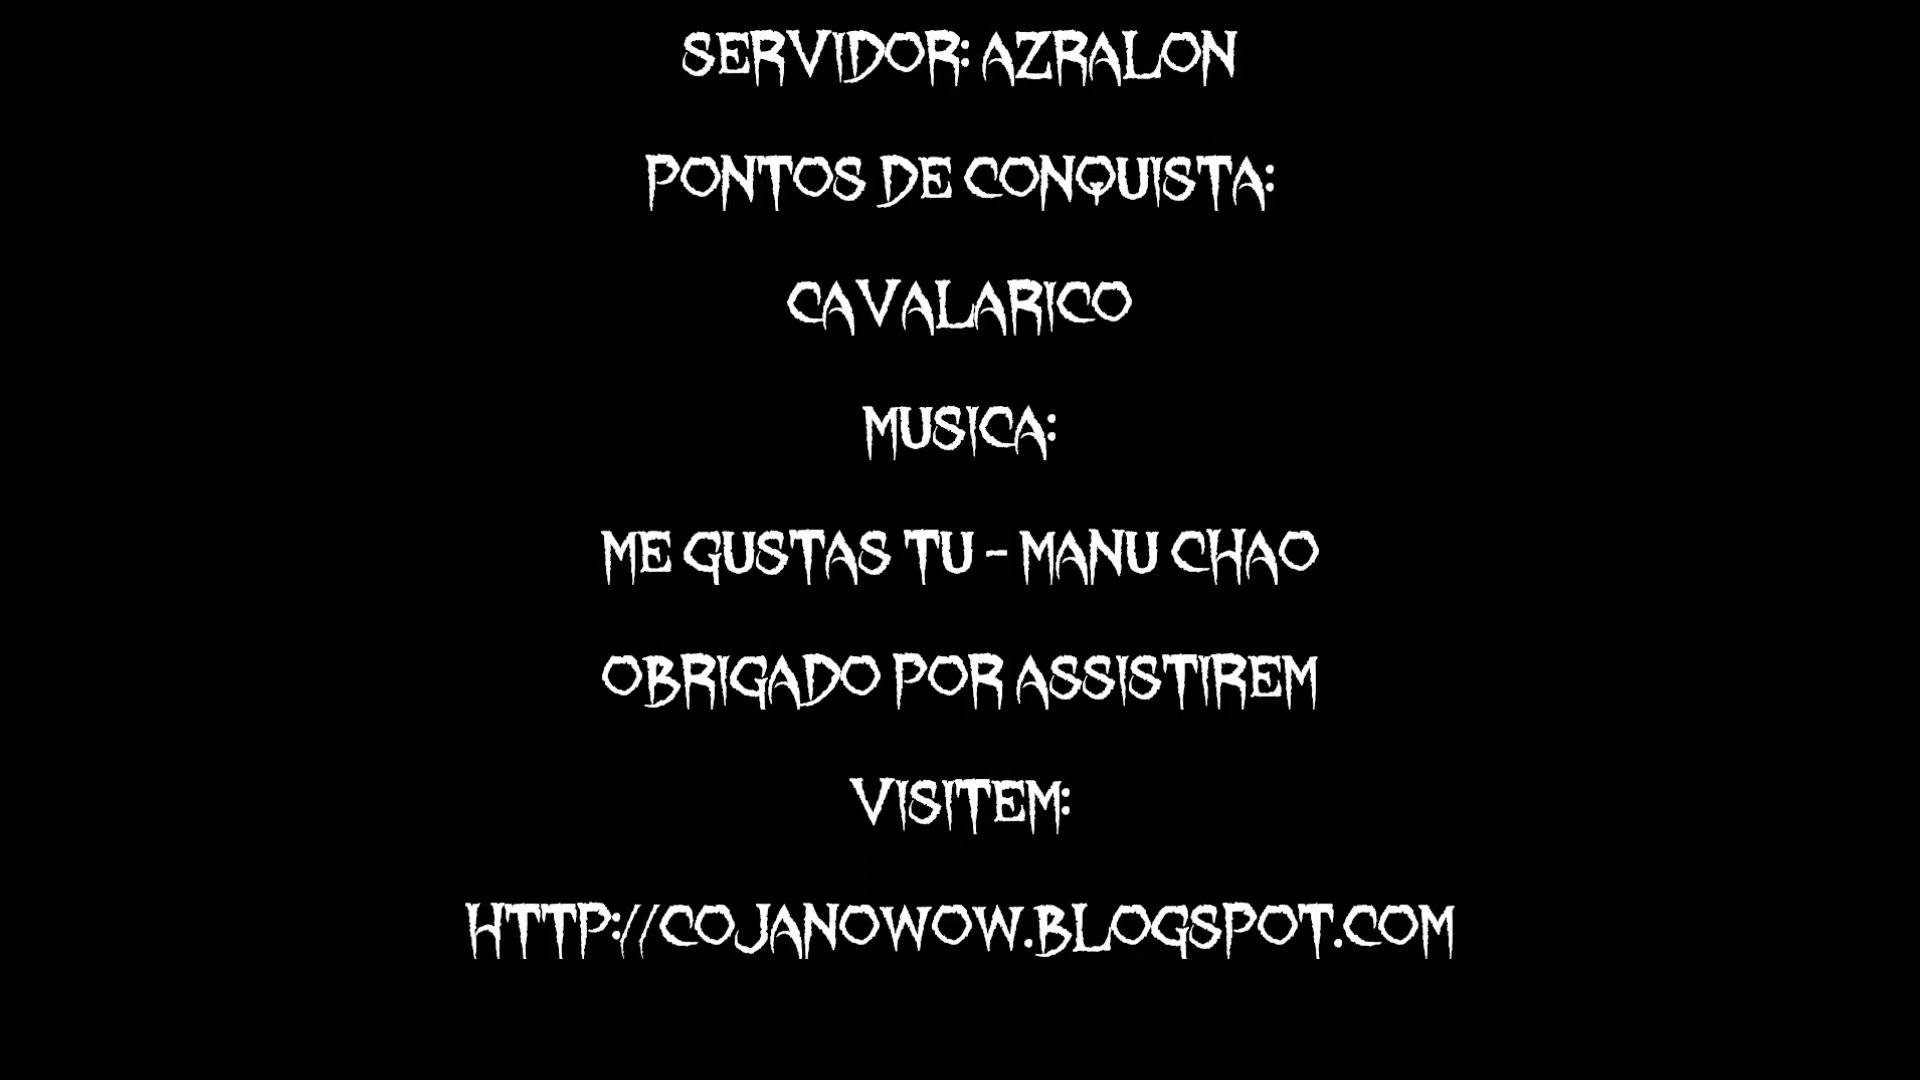 SERVIDOR: AZRALON
PONTOS DE CONQUISTA:
CAVALARICO
MUSICA:
ME GUSTAS TU - MANU CHAO
OBRIGADO POR ASSISTIREM
VISITEM:
HTTP://COJANOWOW.BLOGSPOT.COM